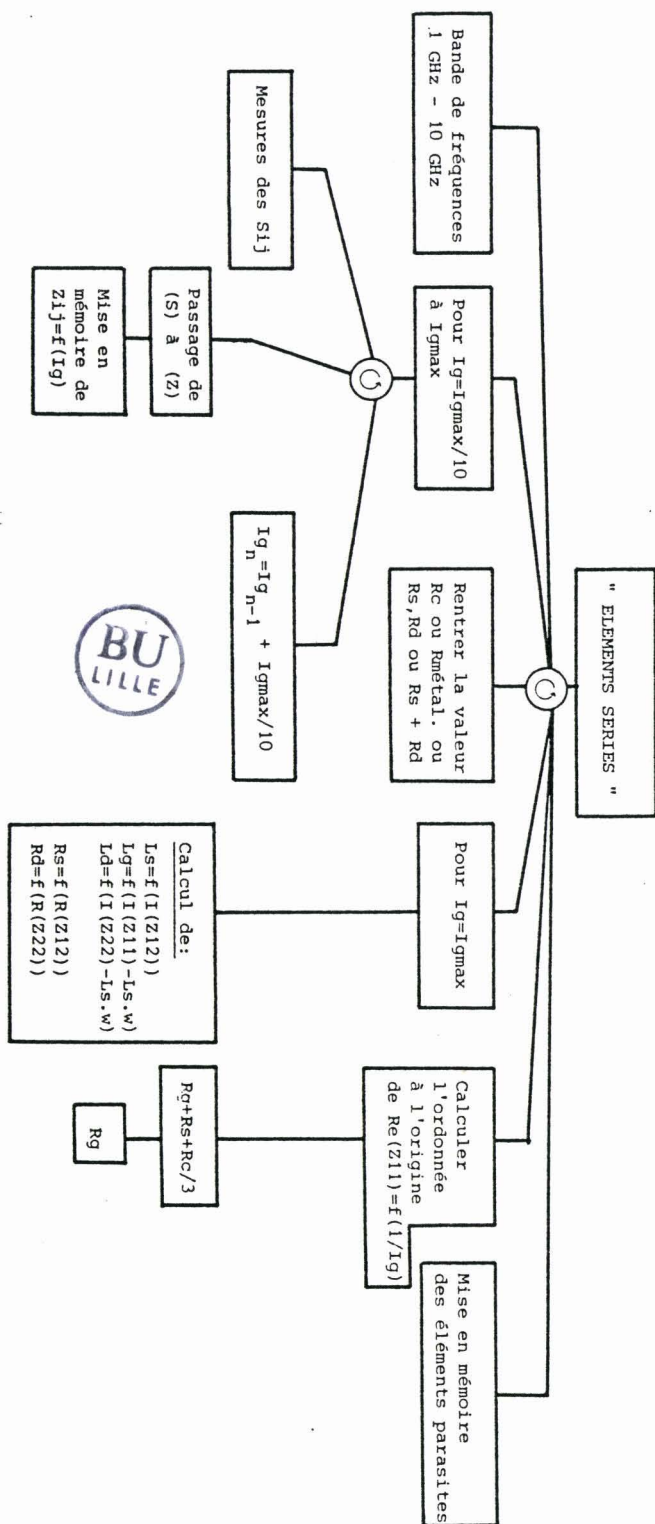 " ELEMENTS SERIES "
Bande de fréquences
.1 GHz - 10 GHz
Pour Ig=Igmax/10
à Igmax
Rentrer la valeur
Rc ou Rmétal. ou
Rs,Rd ou Rs + Rd
Pour Ig=Igmax
Calculer
l'ordonnée
à l'origine
de Re(Z11)=f(1/Ig)
Mise en mémoire
des éléments parasites
Mesures des Sij
Passage de
(S) à (Z)
Mise en
mémoire de
Zij=f(Ig)
Ig n=Ig n-1 + Igmax/10
Calcul de:
Ls=f(I(Z12))
Lg=f(I(Z11)-Ls.w)
Ld=f(I(Z22)-Ls.w)
Rs=f(R(Z12))
Rd=f(R(Z22))
Rg+Rs+Rc/3
Rg
BU
LILLE